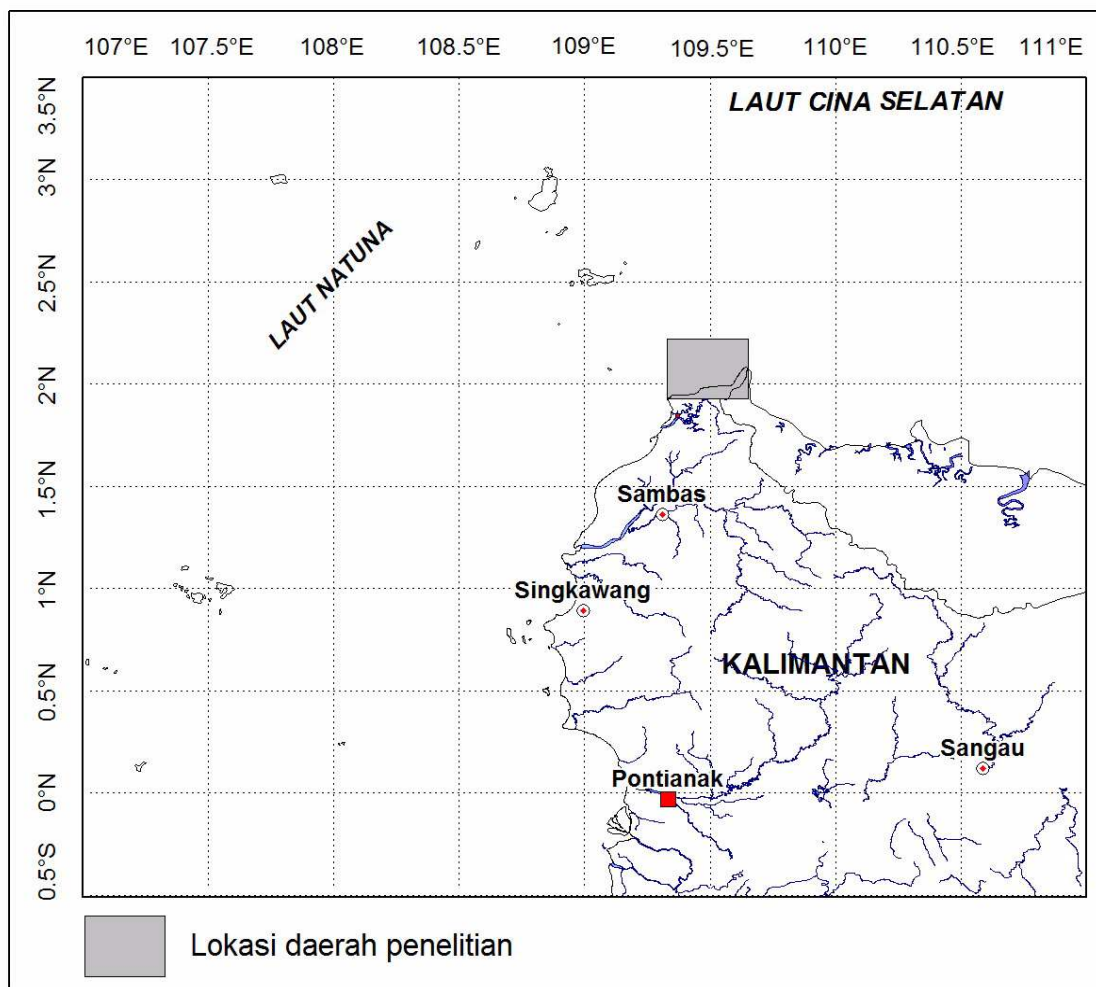 107°E 107.5°E 108°E 108.5°E 109°E 109.5°E 110°E 110.5°E 111°E
3.5°N
3°N
2.5°N
2°N
1.5°N
1°N
0.5°N
0°N
0.5°S
LAUT CINA SELATAN
LAUT NATUNA
Sambas
Singkawang
KALIMANTAN
Sangau
Pontianak
Lokasi daerah penelitian